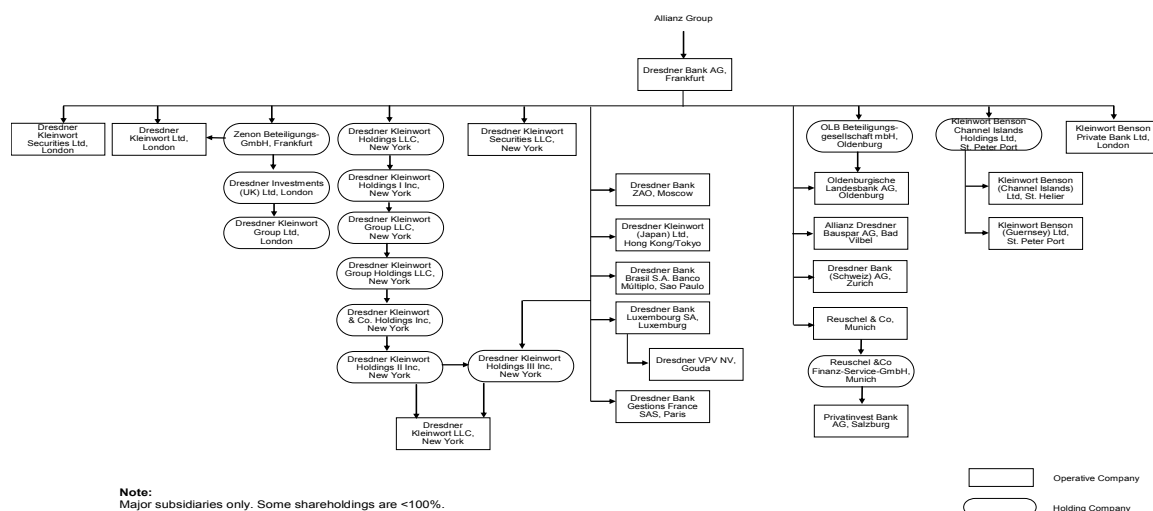 Allianz Group
Dresdner Bank AG,
Frankfurt
Dresdner
Kleinwort
Securities Ltd,
London
Dresdner
Kleinwort Ltd,
London
Zenon Beteiligungs-
GmbH, Frankfurt
Dresdner Investments
(UK) Ltd, London
Dresdner Kleinwort
Group Ltd,
London
Dresdner Kleinwort
Holdings LLC,
New York
Dresdner Kleinwort
Holdings I Inc,
New York
Dresdner Kleinwort
Group LLC,
New York
Dresdner Kleinwort
Group Holdings LLC,
New York
Dresdner Kleinwort
& Co. Holdings Inc,
New York
Dresdner Kleinwort
Holdings II Inc,
New York
Dresdner Kleinwort
Securities LLC,
New York
Dresdner Kleinwort
Holdings III Inc,
New York
Dresdner
Kleinwort LLC,
New York
Dresdner Bank
ZAO, Moscow
Dresdner Kleinwort
(Japan) Ltd,
Hong Kong/Tokyo
Dresdner Bank
Brasil S.A. Banco
Múltiplo, Sao Paulo
Dresdner Bank
Luxembourg SA,
Luxemburg
Dresdner VPV NV,
Gouda
Dresdner Bank
Gestions France
SAS, Paris
OLB Beteiligungs-
gesellschaft mbH,
Oldenburg
Oldenburgische
Landesbank AG,
Oldenburg
Allianz Dresdner
Bauspar AG, Bad
Vilbel
Dresdner Bank
(Schweiz) AG,
Zurich
Reuschel & Co,
Munich
Reuschel &Co
Finanz-Service-GmbH,
Munich
Privatinvest Bank
AG, Salzburg
Kleinwort Benson
Channel Islands
Holdings Ltd,
St. Peter Port
Kleinwort Benson
(Channel Islands)
Ltd, St. Helier
Kleinwort Benson
(Guernsey) Ltd,
St. Peter Port
Kleinwort Benson
Private Bank Ltd,
London
Note:
Major subsidiaries only. Some shareholdings are <100%.
Operative Company
Holding Company